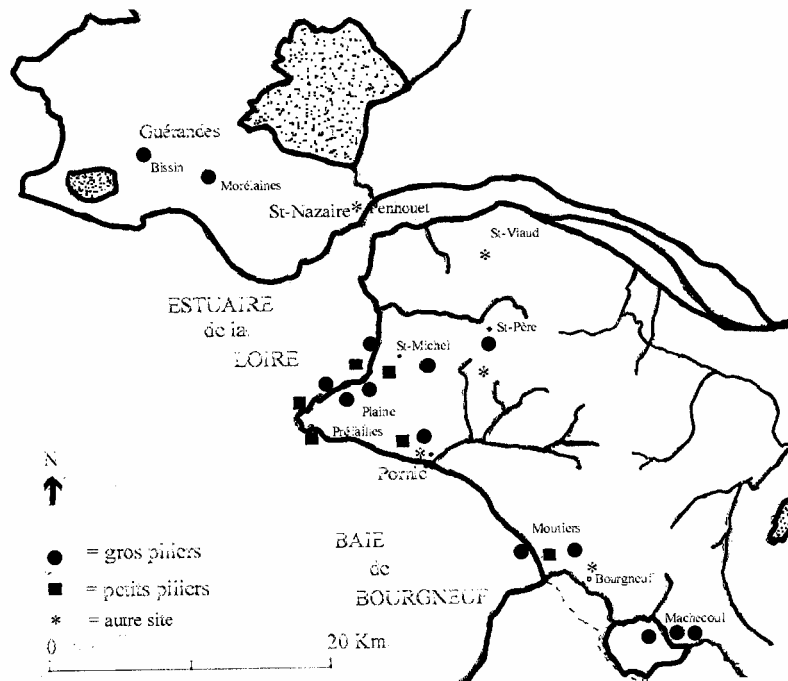 Guérandes
Bissin
Morélaines
St-Nazaire
Penhouet
St-Viaud
ESTUAIRE
de la
LOIRE
St-Père
St-Michel
Plaine
Préfailles
Pornic
N
= gros piliers
= petits piliers
= autre site
0
20 Km
BAIE
de
BOURGNEUF
Moutiers
Bourgneuf
Machecoul